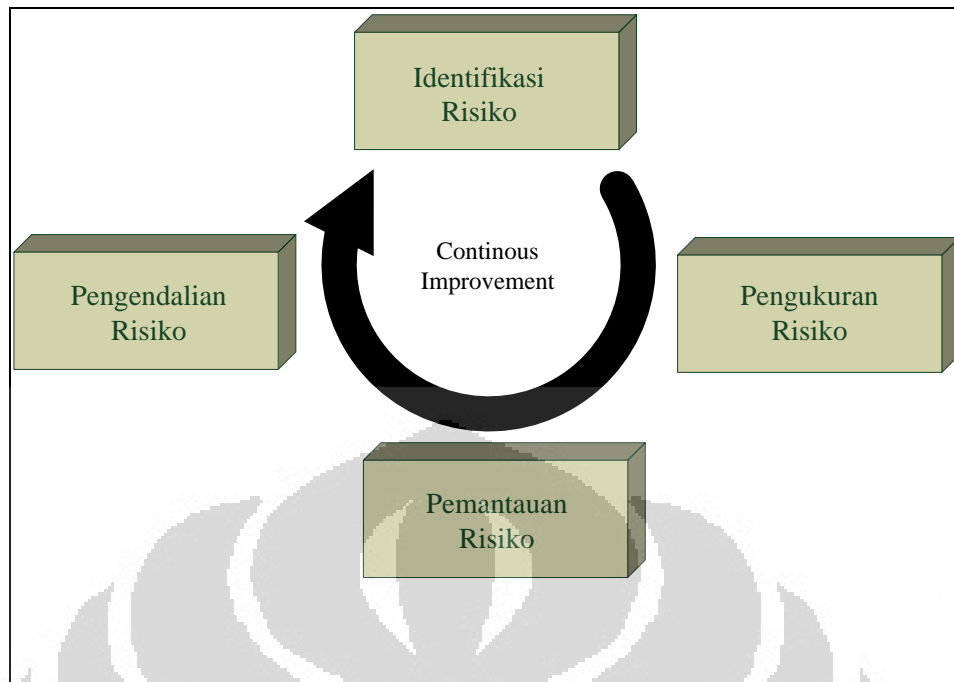 Identifikasi
Risiko
Continous
Improvement
Pengendalian
Risiko
Pengukuran
Risiko
Pemantauan
Risiko